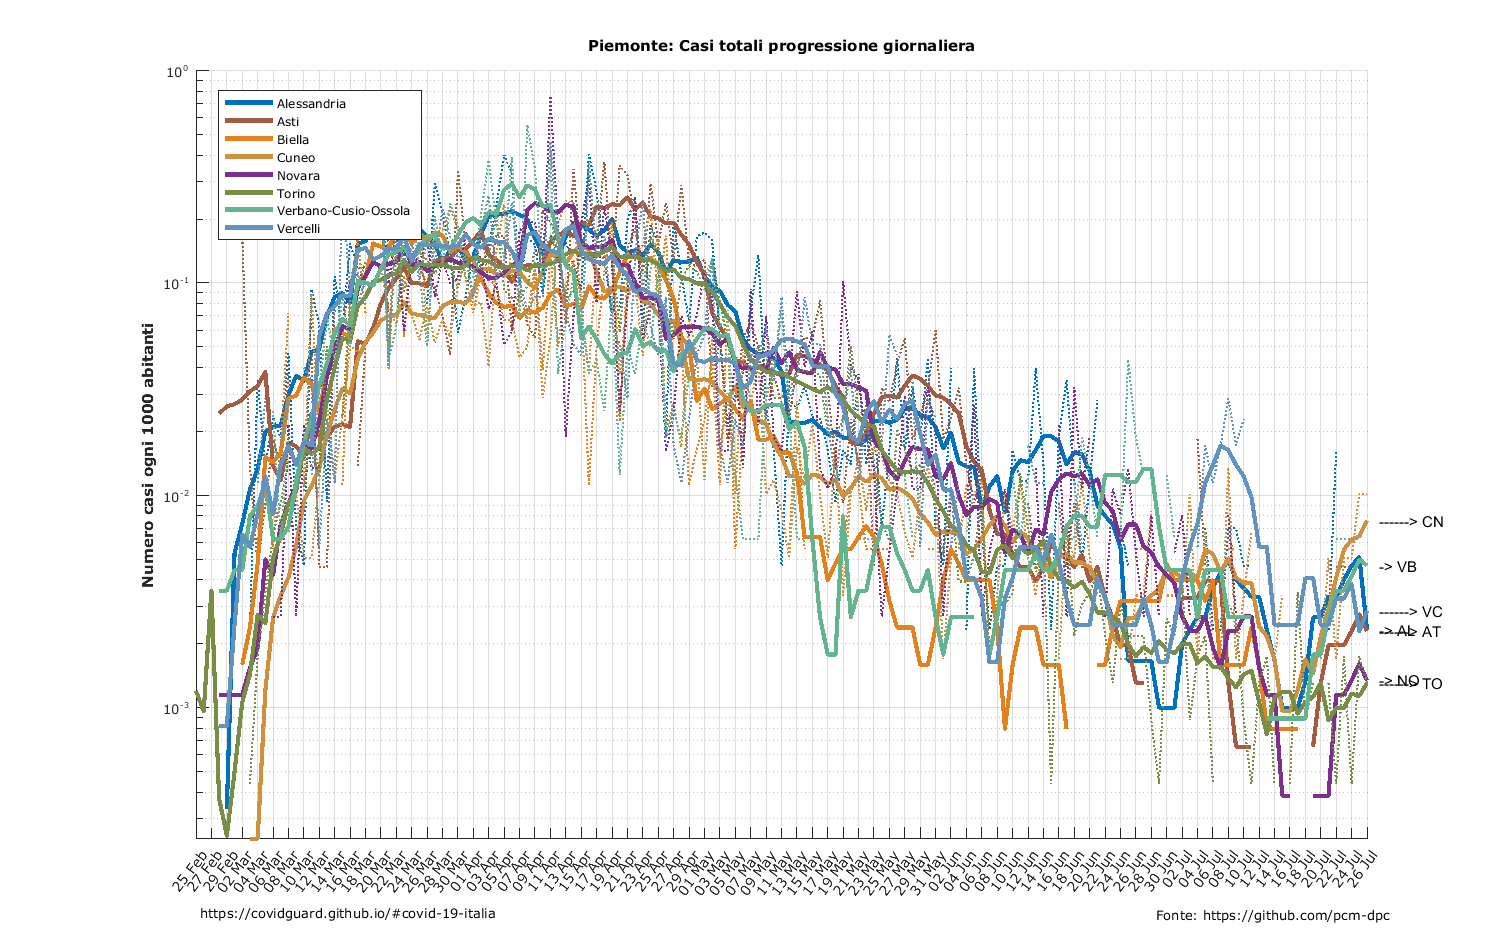 Piemonte: Casi totali progressione giornaliera
Numero casi ogni 1000 abitanti
10⁰
10⁻¹
10⁻²
10⁻³
Alessandria
Asti
Biella
Cuneo
Novara
Torino
Verbano-Cusio-Ossola
Vercelli
------> CN
-> VB
------> VC
-> AL
------> AT
-> NO
------> TO
25 Feb
27 Feb
29 Feb
02 Mar
04 Mar
06 Mar
08 Mar
10 Mar
12 Mar
14 Mar
16 Mar
18 Mar
20 Mar
22 Mar
24 Mar
26 Mar
28 Mar
30 Mar
01 Apr
03 Apr
05 Apr
07 Apr
09 Apr
11 Apr
13 Apr
15 Apr
17 Apr
19 Apr
21 Apr
23 Apr
25 Apr
27 Apr
29 Apr
01 May
03 May
05 May
07 May
09 May
11 May
13 May
15 May
17 May
19 May
21 May
23 May
25 May
27 May
29 May
31 May
02 Jun
04 Jun
06 Jun
08 Jun
10 Jun
12 Jun
14 Jun
16 Jun
18 Jun
20 Jun
22 Jun
24 Jun
26 Jun
28 Jun
30 Jun
02 Jul
04 Jul
06 Jul
08 Jul
10 Jul
12 Jul
14 Jul
16 Jul
18 Jul
20 Jul
22 Jul
24 Jul
26 Jul
https://covidguard.github.io/#covid-19-italia
Fonte: https://github.com/pcm-dpc